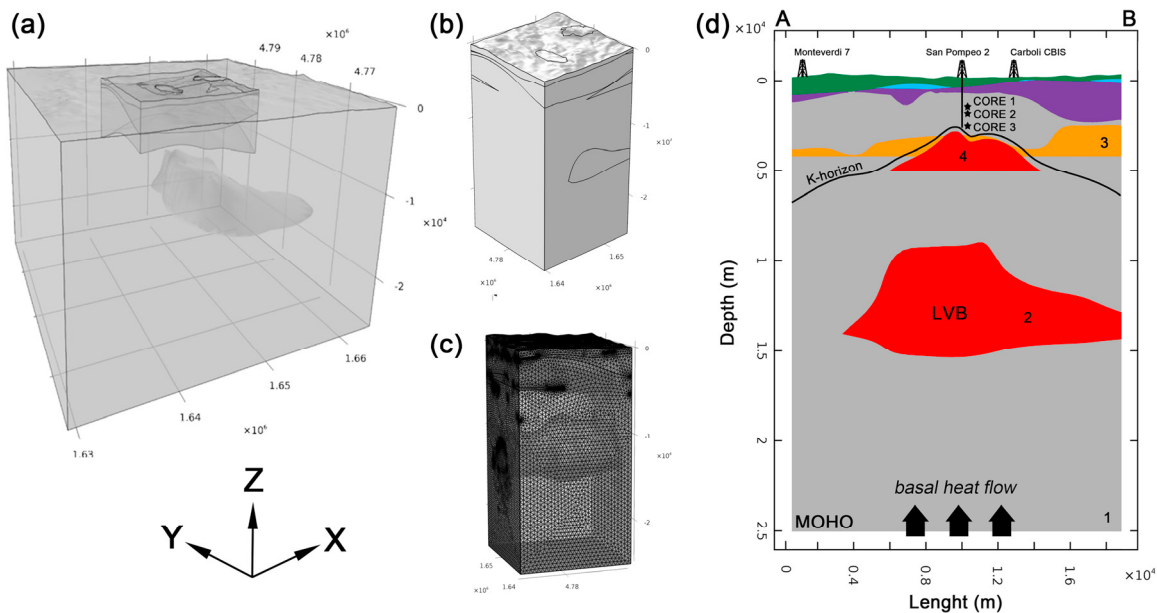 (a)
×10⁶
4.79
4.78
4.77
0
-1
×10⁴
-2
1.66
1.65
1.64
×10⁶
1.63
Z
Y
X
(b)
0
-1
×10⁴
-2
4.78
×10⁶
1.65
1.64
×10⁶
(c)
0
-1
×10⁴
-2
1.65
×10⁶
1.64
4.78
×10⁶
(d)
×10⁴
A
B
Monteverdi 7
San Pompeo 2
Carboli CBIS
0
CORE 1
CORE 2
CORE 3
3
4
K-horizon
0.5
1
LVB
2
1.5
2
basal heat flow
MOHO
1
2.5
Depth (m)
0
0.4
0.8
1.2
1.6
×10⁴
Lenght (m)